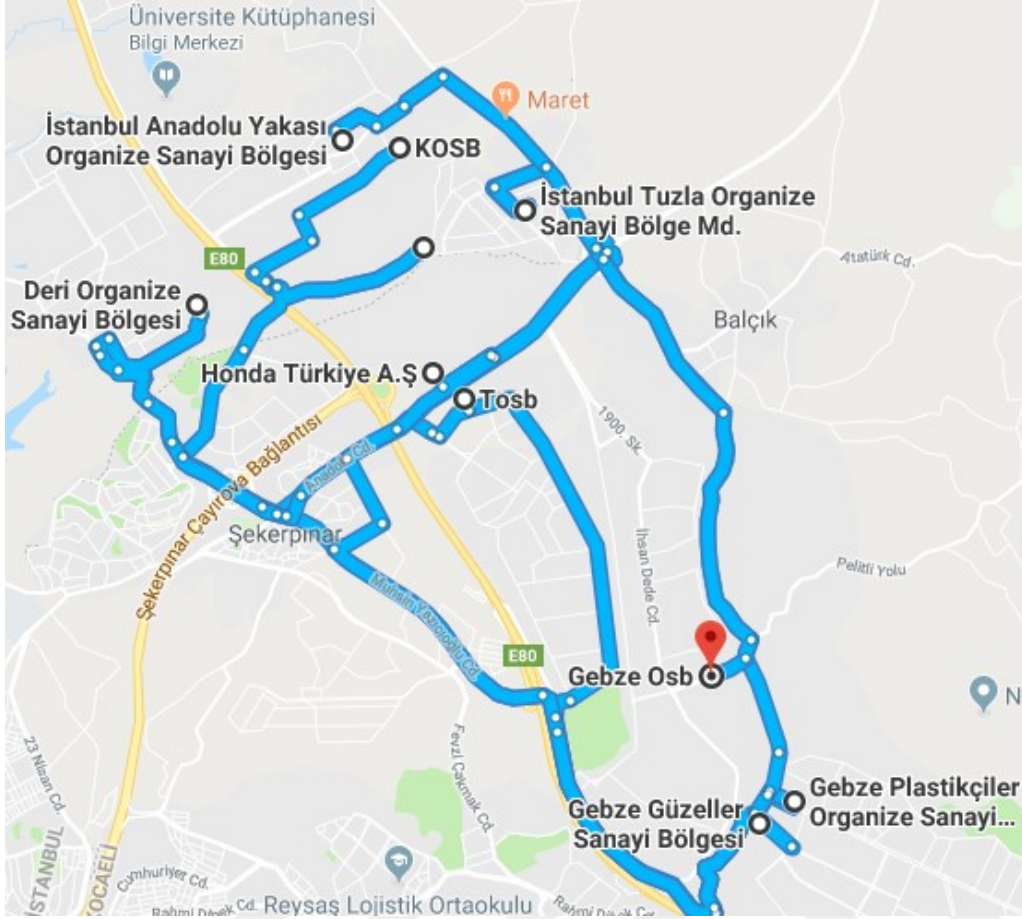 Üniversite Kütüphanesi
Bilgi Merkezi
Maret
İstanbul Anadolu Yakası
Organize Sanayi Bölgesi
KOSB
İstanbul Tuzla Organize
Sanayi Bölge Md.
E80
Atatürk Cd.
Deri Organize
Sanayi Bölgesi
Balçık
Honda Türkiye A.Ş
Tosb
1900. Sk.
Şekerpınar Çayırova Bağlantısı
Anadolu Cd.
Şekerpınar
İhsan Dede Cd.
Pelitli Yolu
Muhsin Yazıcıoğlu Cd.
E80
Gebze Osb
N
23 Nisan Cd.
Fevzi Çakmak Cd.
Gebze Plastikçiler
Organize Sanayi...
Gebze Güzeller
Sanayi Bölgesi
İSTANBUL
KOCAELİ
Cumhuriyet Cd.
Rahmi Dibek Cd.
Reysaş Lojistik Ortaokulu
Rahmi Dibek Cd.